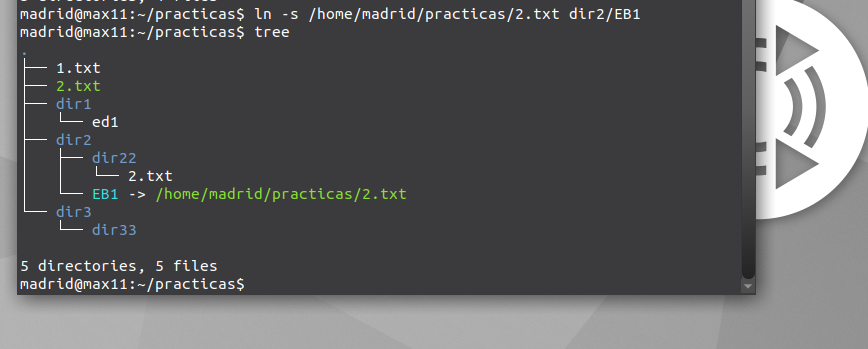 madrid@max11:~/practicas$ ln -s /home/madrid/practicas/2.txt dir2/EB1
madrid@max11:~/practicas$ tree
.
├── 1.txt
├── 2.txt
├── dir1
│   └── ed1
├── dir2
│   ├── dir22
│   │   └── 2.txt
│   └── EB1 -> /home/madrid/practicas/2.txt
└── dir3
    └── dir33

5 directories, 5 files
madrid@max11:~/practicas$